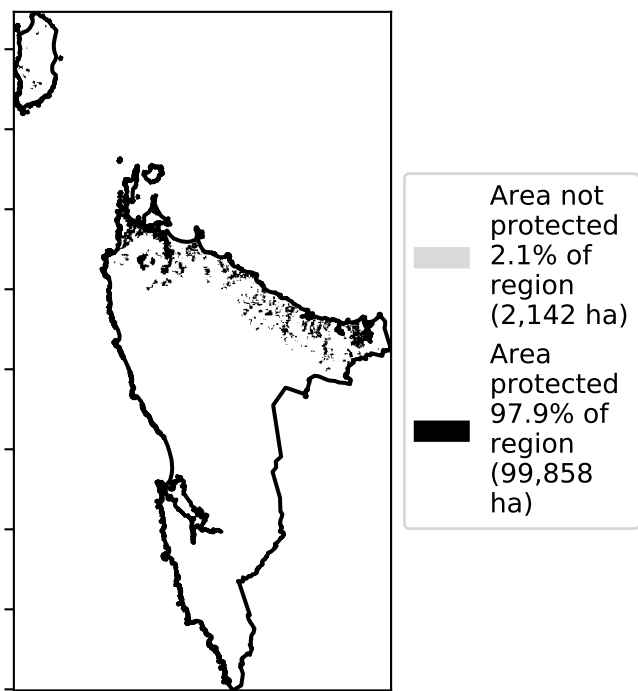 Area not
protected
2.1% of
region
(2,142 ha)
Area
protected
97.9% of
region
(99,858
ha)